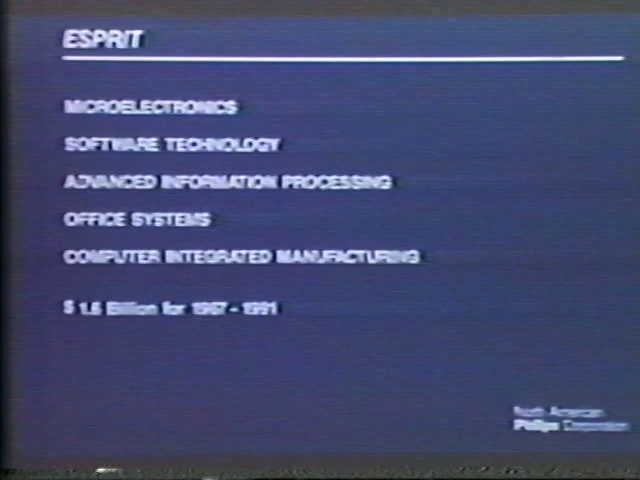 ESPRIT
MICROELECTRONICS
SOFTWARE TECHNOLOGY
ADVANCED INFORMATION PROCESSING
OFFICE SYSTEMS
COMPUTER INTEGRATED MANUFACTURING
$ 1.6 Billion for 1987 - 1991
North American
Philips Corporation